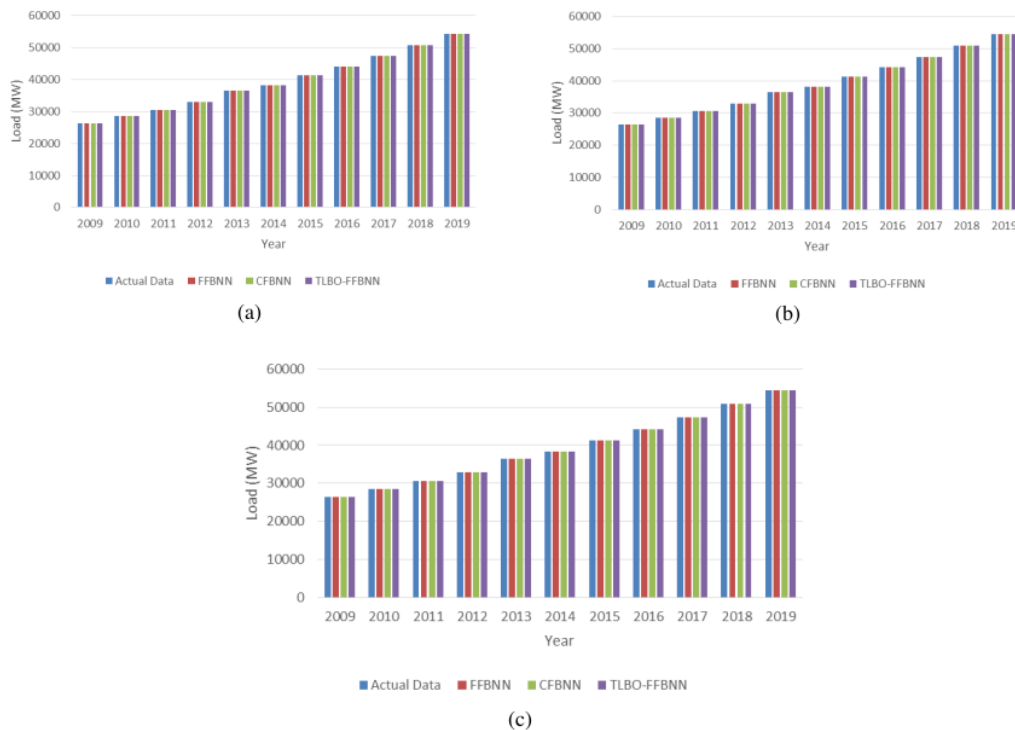 60000
50000
40000
30000
20000
10000
0
Load (MW)
2009 2010 2011 2012 2013 2014 2015 2016 2017 2018 2019
Year
Actual Data FFBNN CFBNN TLBO-FFBNN
(a)
60000
50000
40000
30000
20000
10000
0
Load (MW)
2009 2010 2011 2012 2013 2014 2015 2016 2017 2018 2019
Year
Actual Data FFBNN CFBNN TLBO-FFBNN
(b)
60000
50000
40000
30000
20000
10000
0
Load (MW)
2009 2010 2011 2012 2013 2014 2015 2016 2017 2018 2019
Year
Actual Data FFBNN CFBNN TLBO-FFBNN
(c)